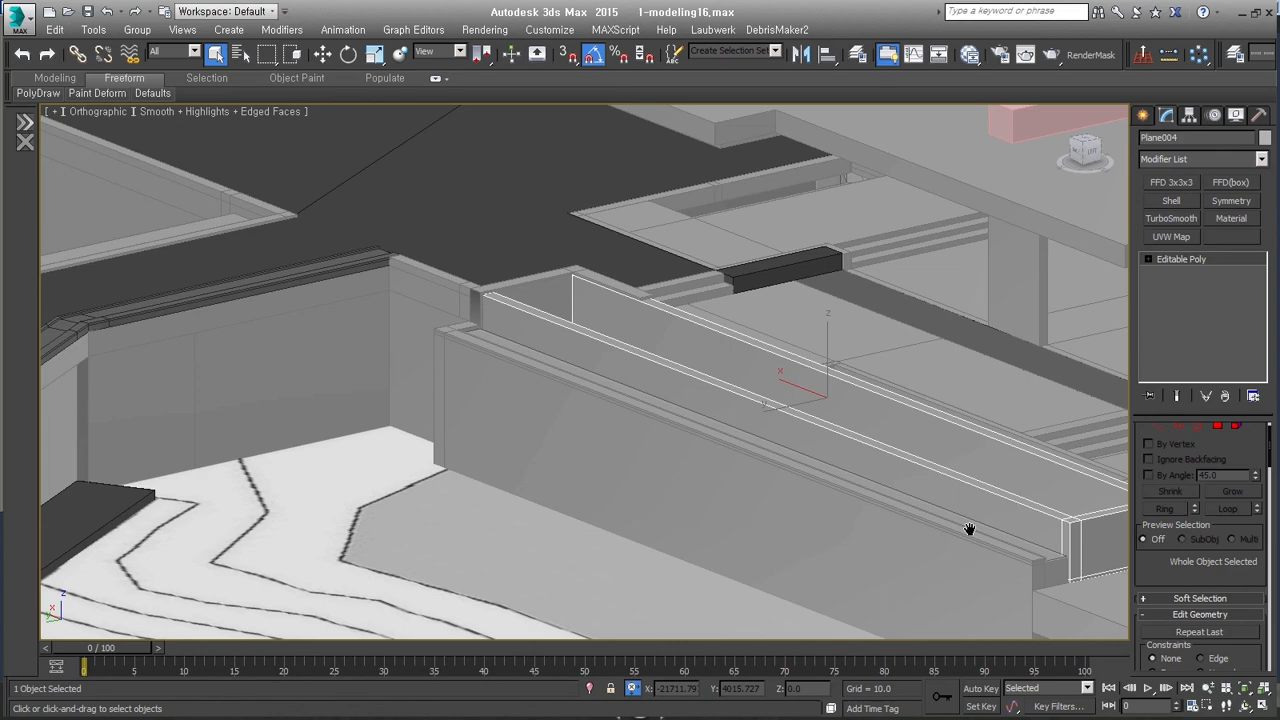 Workspace: Default
Autodesk 3ds Max 2015 1-modeling16.max
Type a keyword or phrase
MAX
Edit Tools Group Views Create Modifiers Animation Graph Editors Rendering Customize MAXScript Help Laubwerk DebrisMaker2
All
View
Create Selection Set
RenderMask
Modeling Freeform Selection Object Paint Populate
PolyDraw Paint Deform Defaults
[ + ] Orthographic ] Smooth + Highlights + Edged Faces ]
LEFT
Plane004
Modifier List
FFD 3x3x3 FFD(box)
Shell Symmetry
TurboSmooth Material
UVW Map
Editable Poly
z
x
By Vertex
Ignore Backfacing
By Angle: 45.0
Shrink Grow
Ring Loop
Preview Selection
Off SubObj Multi
Whole Object Selected
+ Soft Selection
- Edit Geometry
Repeat Last
Constraints
None Edge
z
x
y
< 0 / 100 >
0 5 10 15 20 25 30 35 40 45 50 55 60 65 70 75 80 85 90 95 100
1 Object Selected
X: -21711.79 Y: 4015.727 Z: 0.0
Grid = 10.0
Auto Key Selected
Click or click-and-drag to select objects
Add Time Tag
Set Key Key Filters...
0